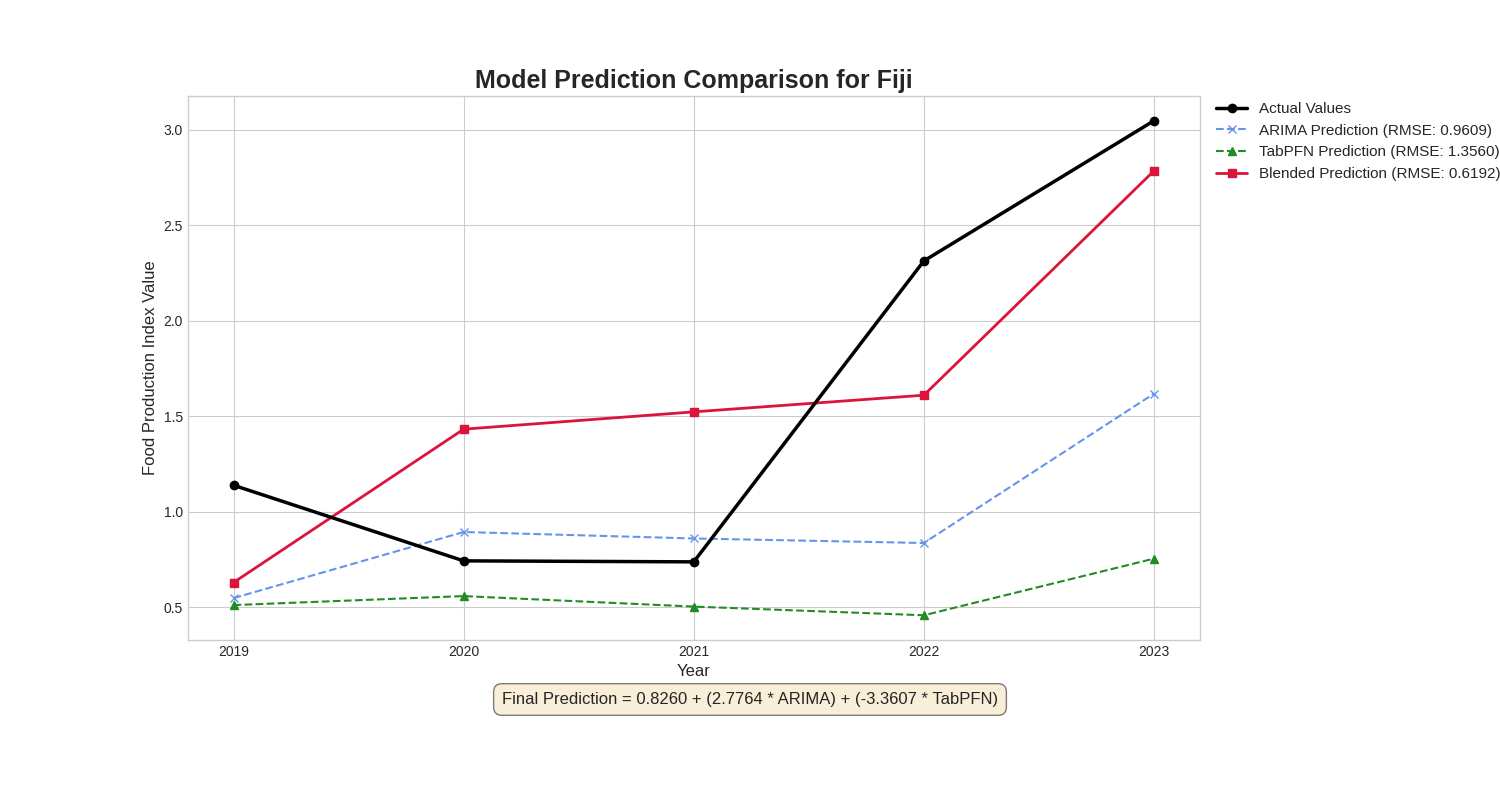 Model Prediction Comparison for Fiji
Actual Values
ARIMA Prediction (RMSE: 0.9609)
TabPFN Prediction (RMSE: 1.3560)
Blended Prediction (RMSE: 0.6192)
Food Production Index Value
3.0
2.5
2.0
1.5
1.0
0.5
2019 2020 2021 2022 2023
Year
Final Prediction = 0.8260 + (2.7764 * ARIMA) + (-3.3607 * TabPFN)